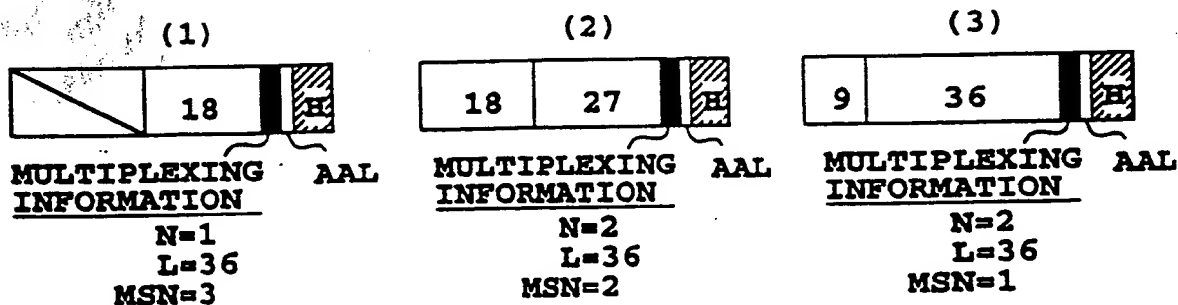 (1)
18 H
MULTIPLEXING AAL
INFORMATION
N=1
L=36
MSN=3
(2)
18 27 H
MULTIPLEXING AAL
INFORMATION
N=2
L=36
MSN=2
(3)
9 36 H
MULTIPLEXING AAL
INFORMATION
N=2
L=36
MSN=1